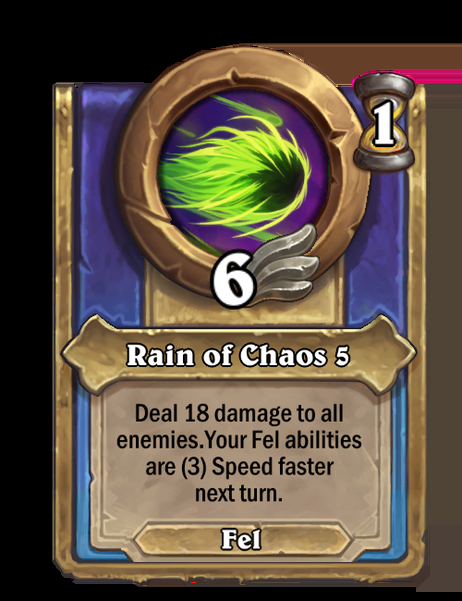 1
6
Rain of Chaos 5
Deal 18 damage to all
enemies.Your Fel abilities
are (3) Speed faster
next turn.
Fel